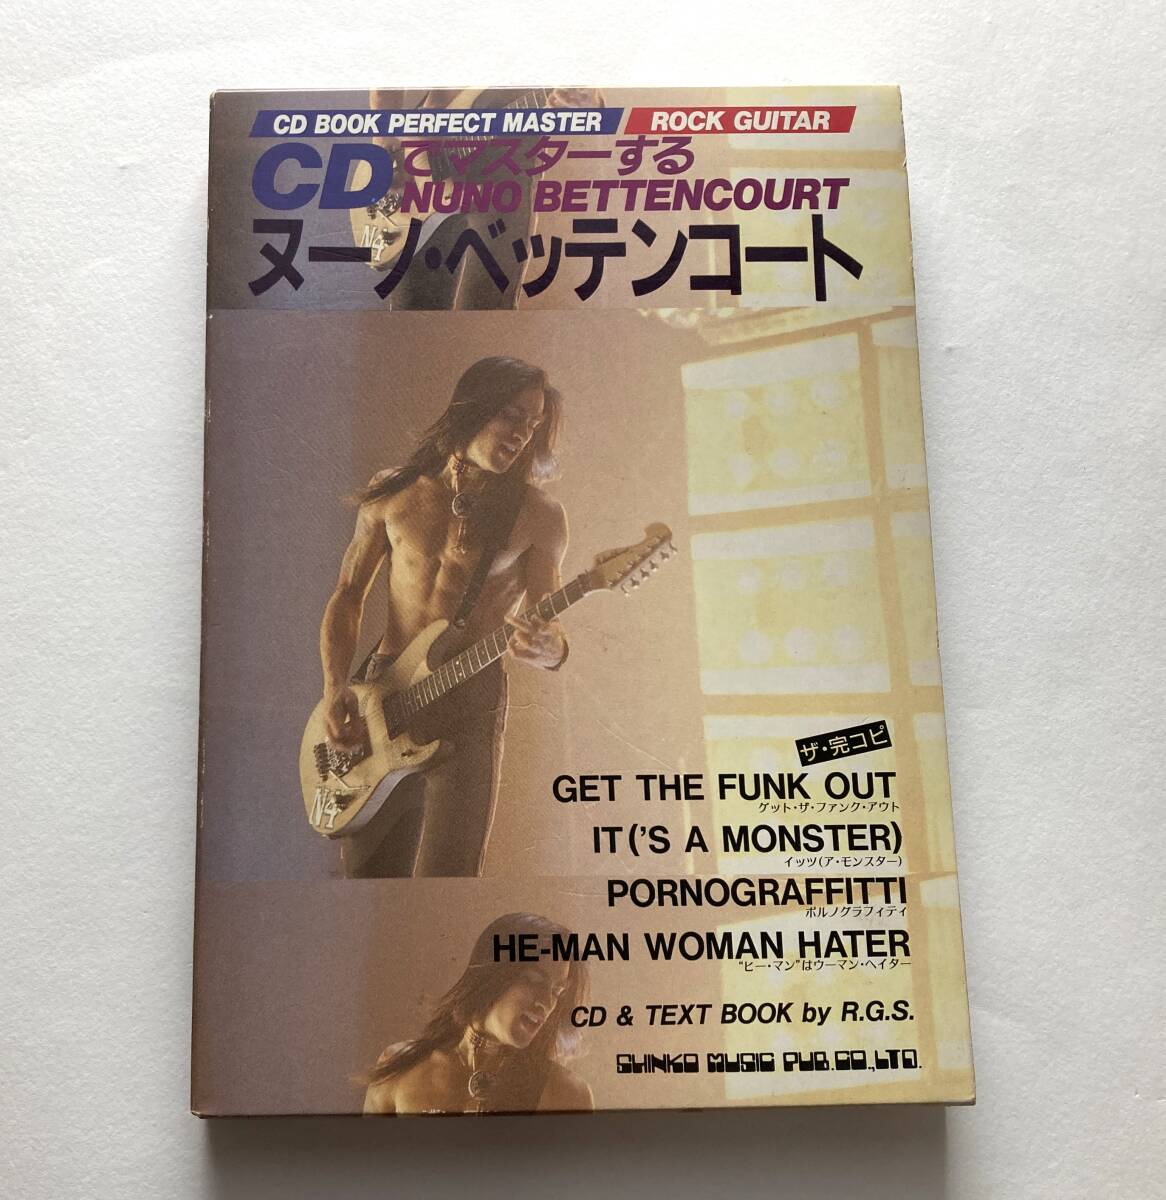 CD BOOK PERFECT MASTER ROCK GUITAR
CDでマスターする
NUNO BETTENCOURT
ヌーノ・ベッテンコート
N4
N4
ザ・完コピ
GET THE FUNK OUT
ゲット・ザ・ファンク・アウト
IT('S A MONSTER)
イッツ(ア・モンスター)
PORNOGRAFFITTI
ポルノグラフィティ
HE-MAN WOMAN HATER
“ヒー・マン”はウーマン・ヘイター
CD & TEXT BOOK by R.G.S.
SHINKO MUSIC PUB.CO.,LTD.